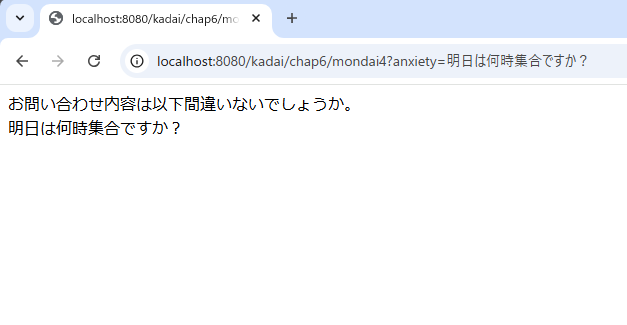 localhost:8080/kadai/chap6/mo
localhost:8080/kadai/chap6/mondai4?anxiety=明日は何時集合ですか？
お問い合わせ内容は以下間違いないでしょうか。
明日は何時集合ですか？